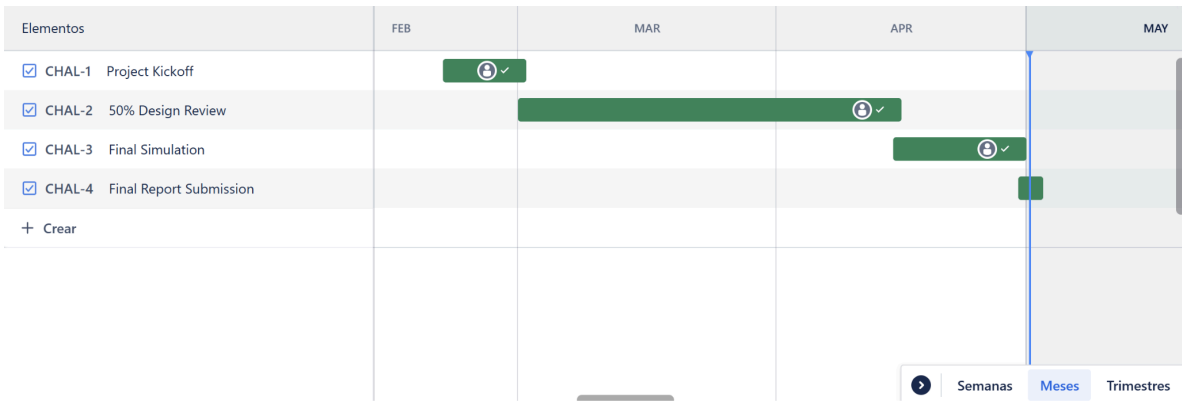 Elementos FEB MAR APR MAY
CHAL-1 Project Kickoff
CHAL-2 50% Design Review
CHAL-3 Final Simulation
CHAL-4 Final Report Submission
+ Crear
Semanas Meses Trimestres